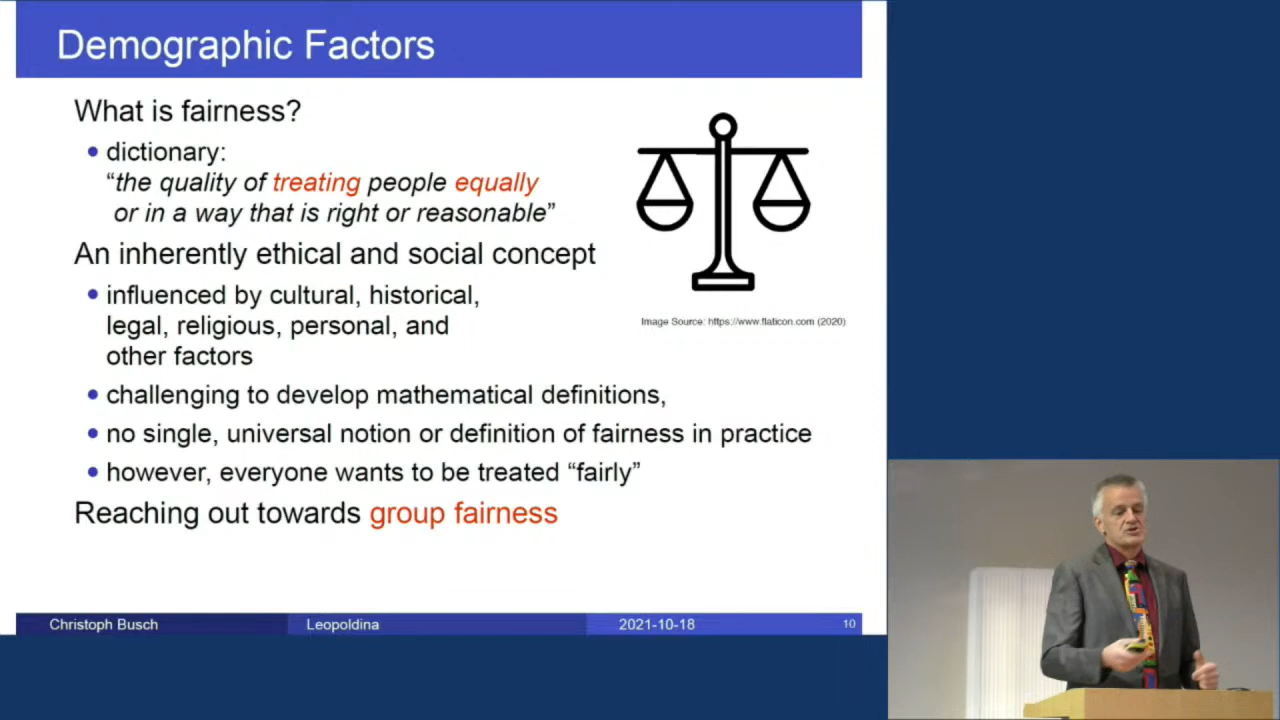 Demographic Factors
What is fairness?
• dictionary:
“the quality of treating people equally
or in a way that is right or reasonable”
An inherently ethical and social concept
• influenced by cultural, historical,
legal, religious, personal, and
other factors
• challenging to develop mathematical definitions,
• no single, universal notion or definition of fairness in practice
• however, everyone wants to be treated “fairly”
Reaching out towards group fairness
Image Source: https://www.flaticon.com (2020)
Christoph Busch Leopoldina 2021-10-18 10